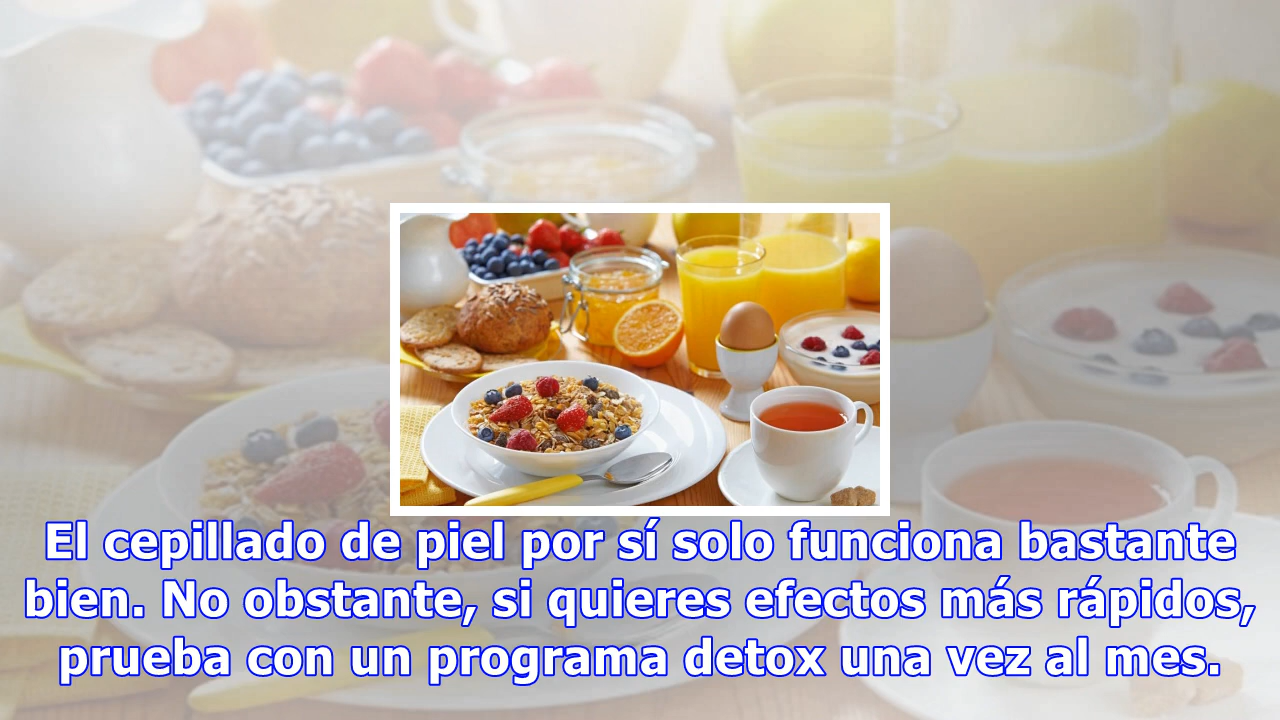 El cepillado de piel por sí solo funciona bastante
bien. No obstante, si quieres efectos más rápidos,
prueba con un programa detox una vez al mes.